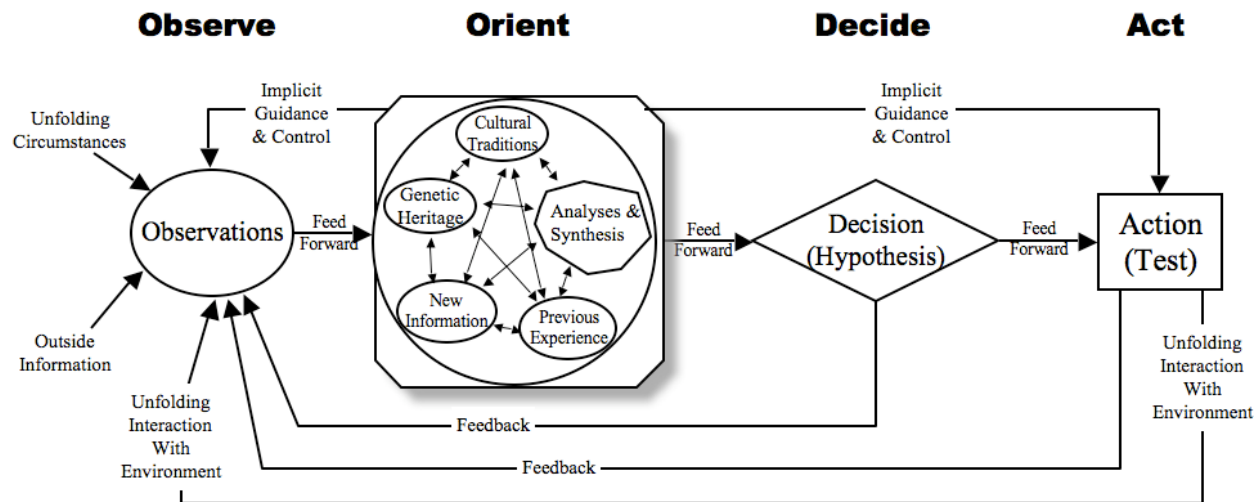 Observe
Orient
Decide
Act
Implicit
Guidance
& Control
Unfolding
Circumstances
Observations
Outside
Information
Feed
Forward
Cultural
Traditions
Genetic
Heritage
Analyses &
Synthesis
New
Information
Previous
Experience
Feed
Forward
Implicit
Guidance
& Control
Decision
(Hypothesis)
Feed
Forward
Action
(Test)
Unfolding
Interaction
With
Environment
Feedback
Feedback
Unfolding
Interaction
With
Environment